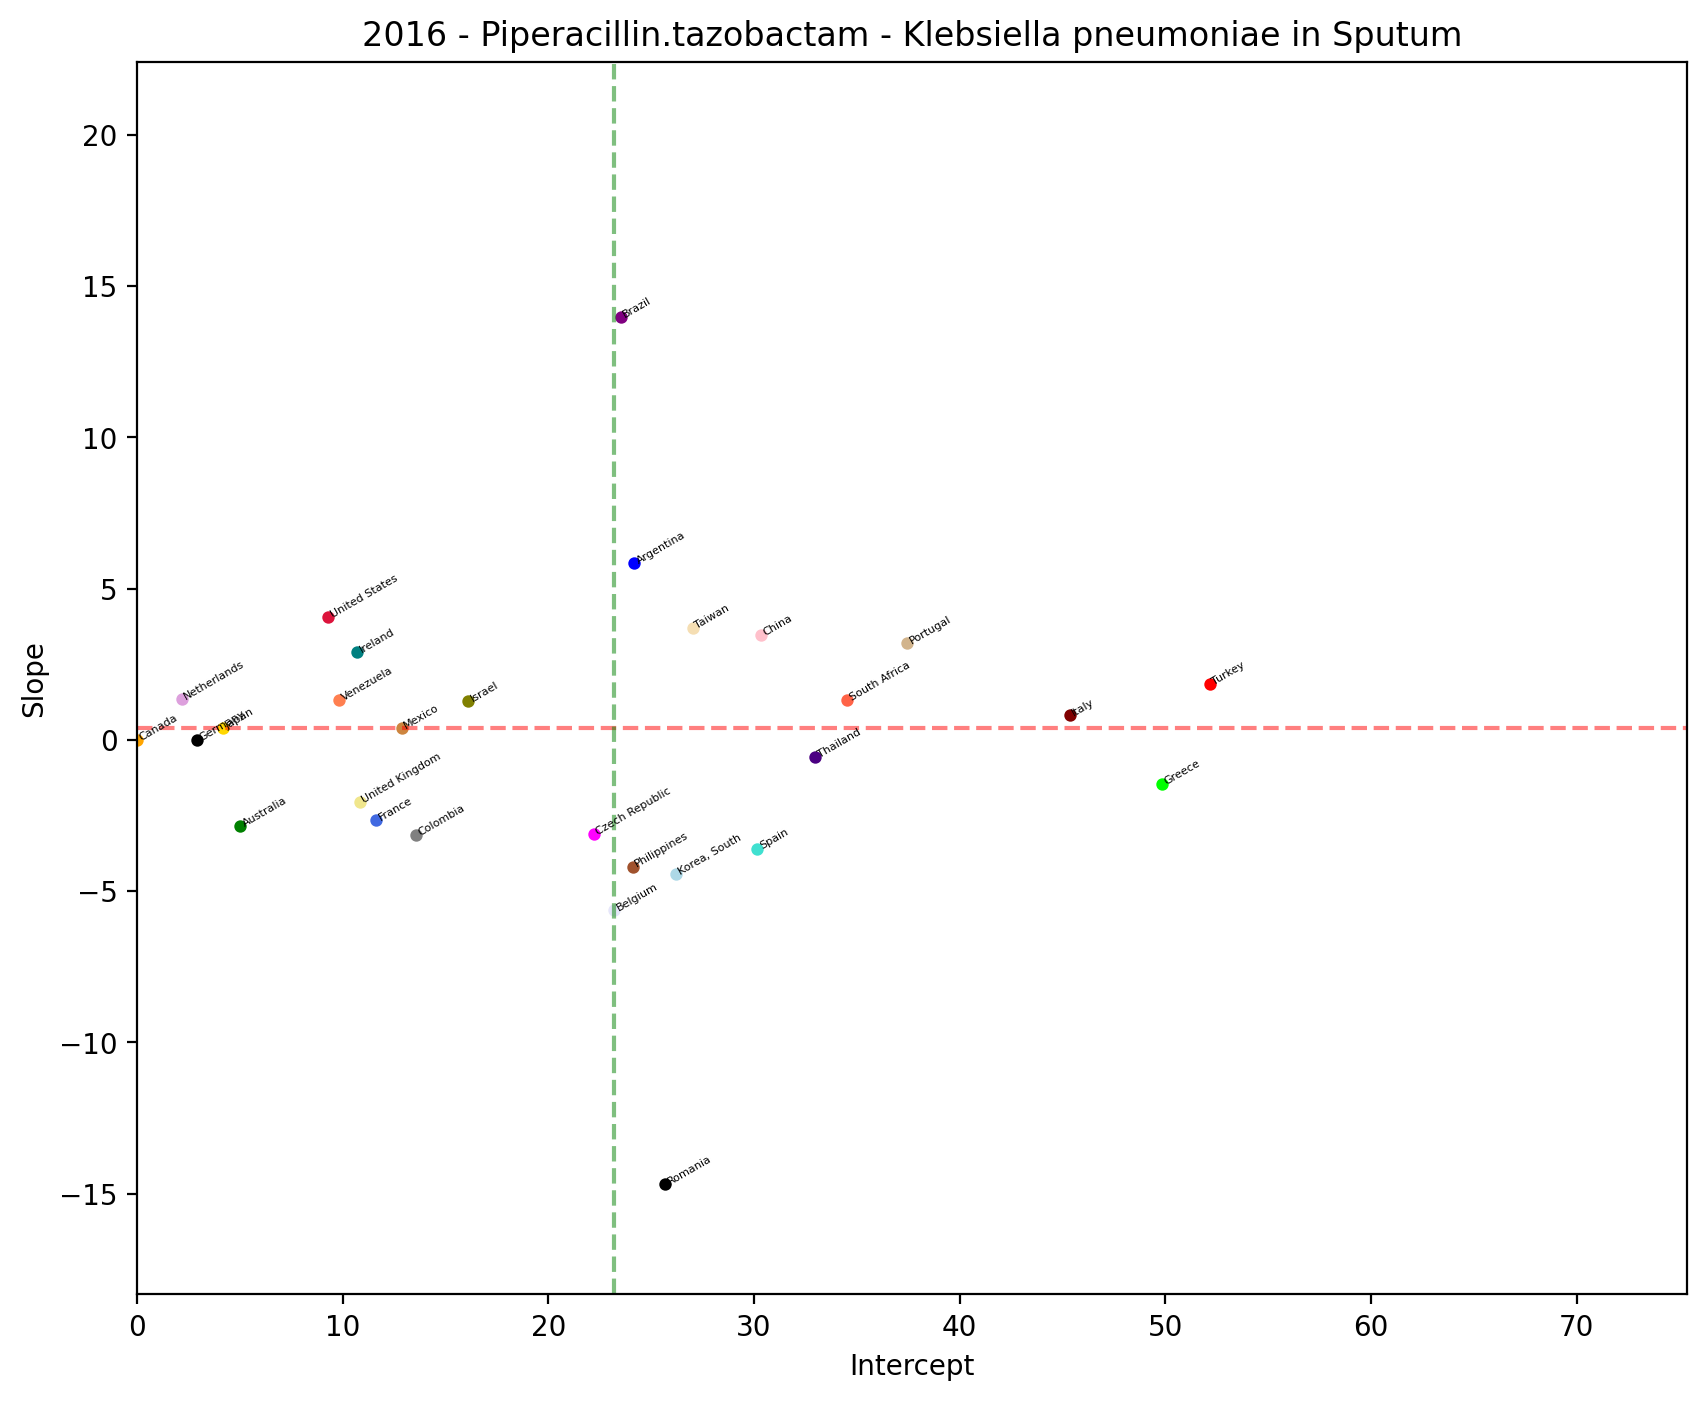 2016 - Piperacillin.tazobactam - Klebsiella pneumoniae in Sputum
20
15
10
5
0
−5
−10
−15
Slope
Brazil
Argentina
United States
Taiwan
China
Ireland
Portugal
Netherlands
Venezuela
Israel
South Africa
Turkey
Canada
Germany
Japan
Mexico
Italy
Thailand
Greece
United Kingdom
Australia
France
Colombia
Czech Republic
Philippines
Korea, South
Spain
Belgium
Romania
0 10 20 30 40 50 60 70
Intercept